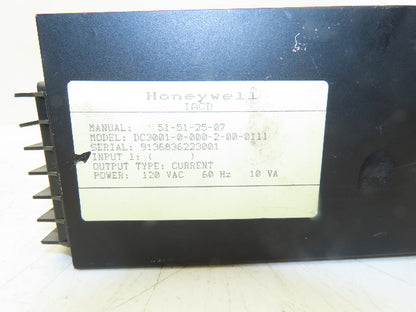 Honeywell
IACD
MANUAL: 51-51-25-07
MODEL: DC3001-0-000-2-00-0111
SERIAL: 9136836223001
INPUT 1: ( )
OUTPUT TYPE: CURRENT
POWER: 120 VAC 60 Hz 10 VA